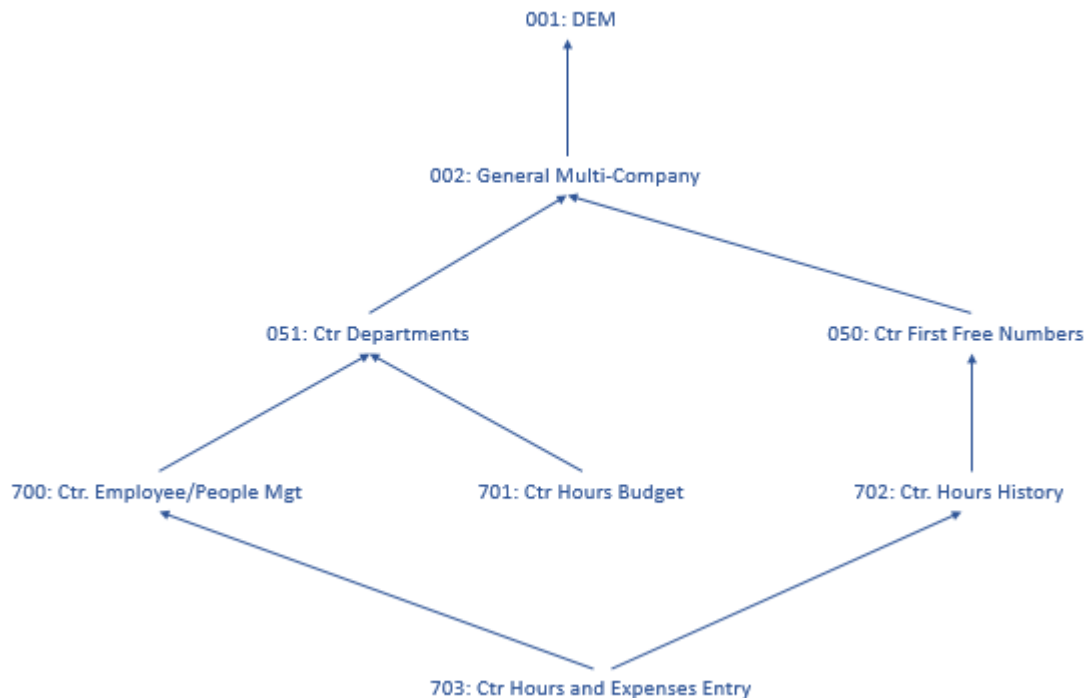 001: DEM
002: General Multi-Company
051: Ctr Departments
050: Ctr First Free Numbers
700: Ctr. Employee/People Mgt
701: Ctr Hours Budget
702: Ctr. Hours History
703: Ctr Hours and Expenses Entry